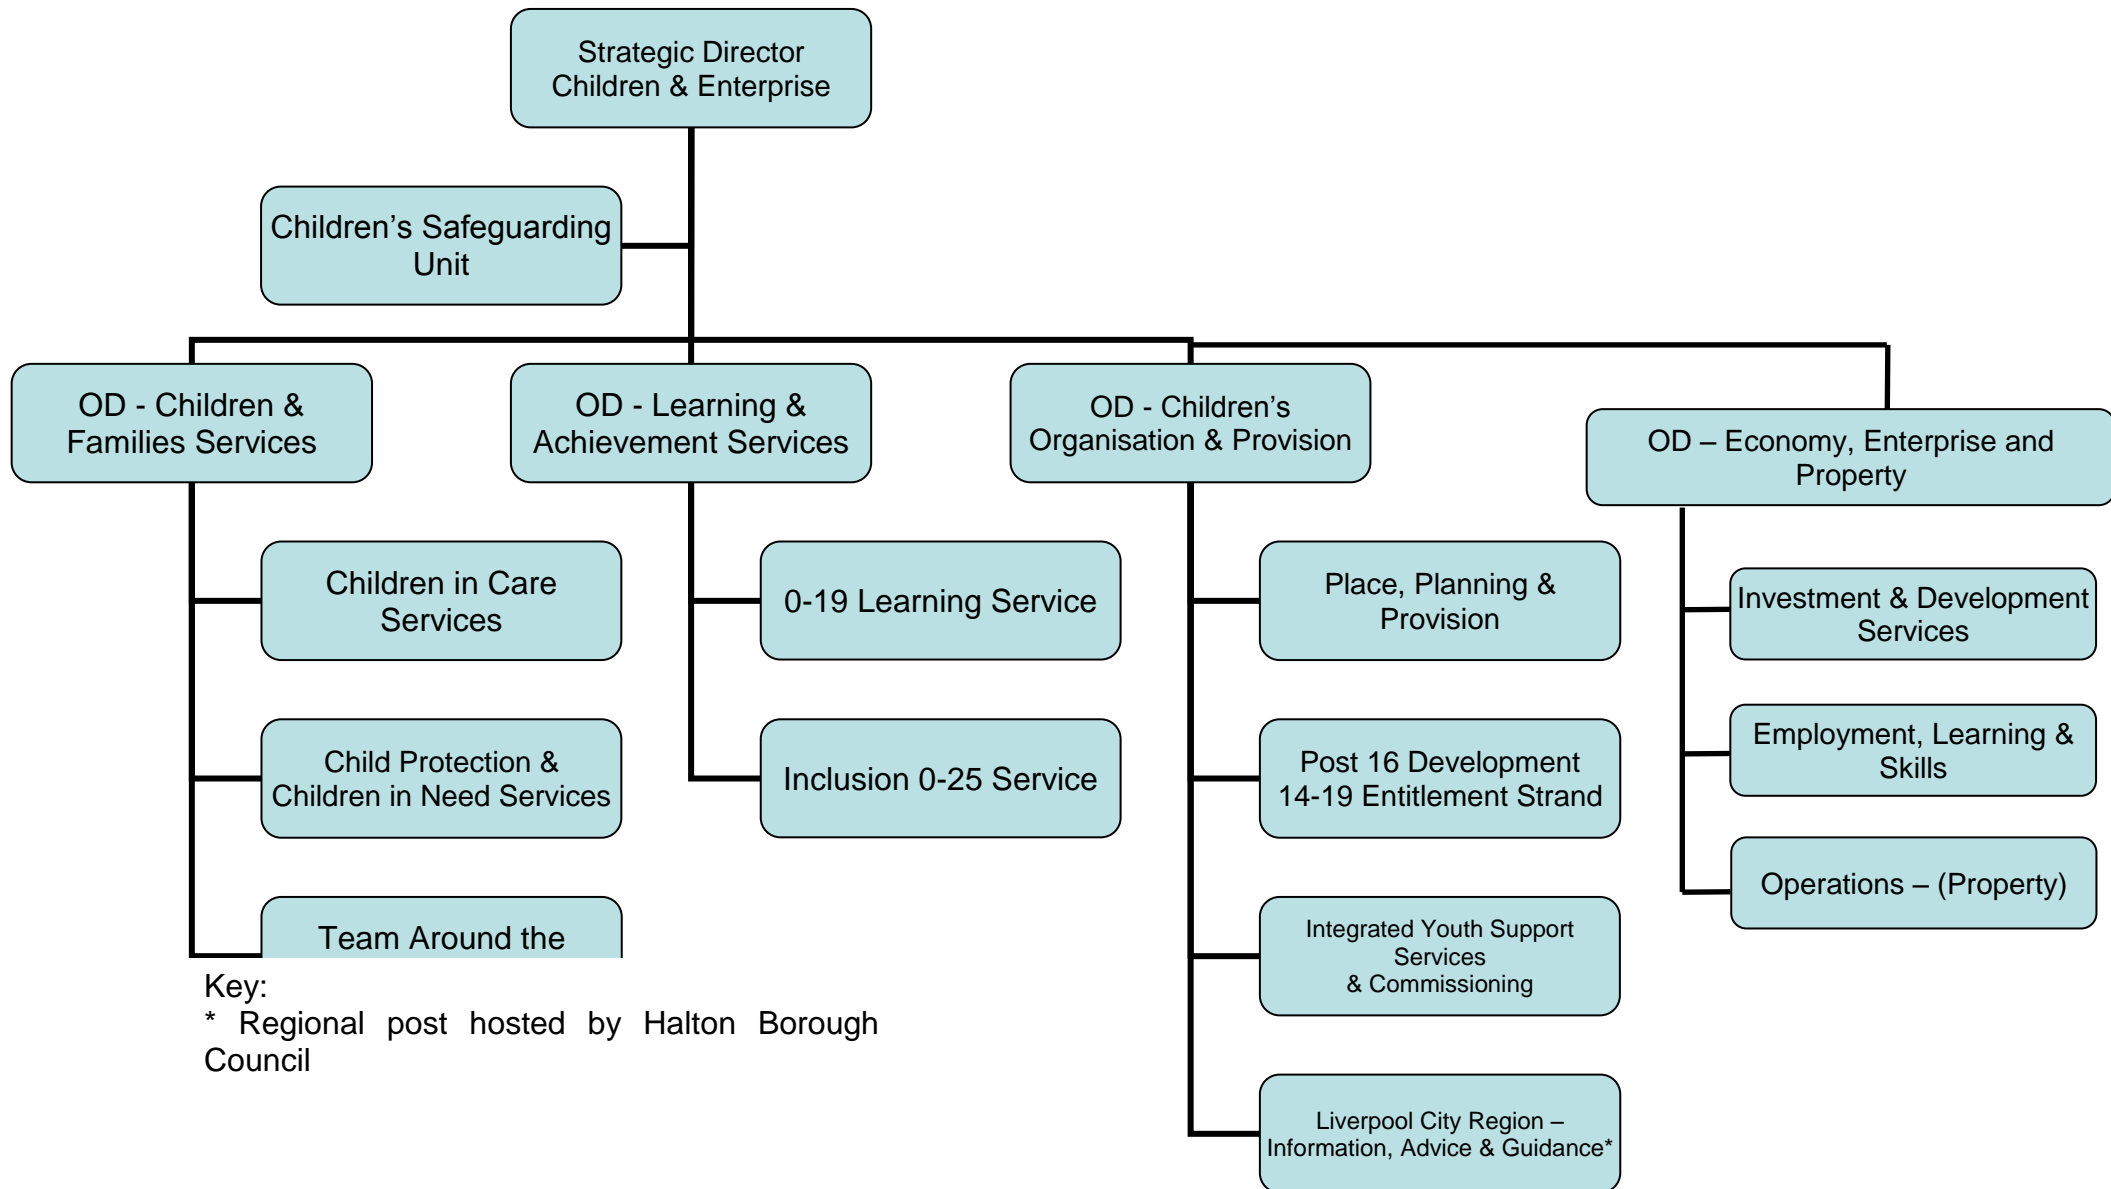 Strategic Director
Children & Enterprise
Children’s Safeguarding
Unit
OD - Children &
Families Services
OD - Learning &
Achievement Services
OD - Children’s
Organisation & Provision
OD – Economy, Enterprise and
Property
Children in Care
Services
Child Protection &
Children in Need Services
Team Around the
0-19 Learning Service
Inclusion 0-25 Service
Place, Planning &
Provision
Post 16 Development
14-19 Entitlement Strand
Integrated Youth Support
Services
& Commissioning
Liverpool City Region –
Information, Advice & Guidance*
Investment & Development
Services
Employment, Learning &
Skills
Operations – (Property)
Key:
* Regional post hosted by Halton Borough
Council